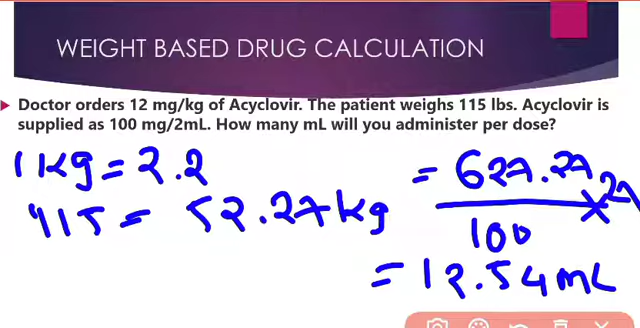 WEIGHT BASED DRUG CALCULATION
Doctor orders 12 mg/kg of Acyclovir. The patient weighs 115 lbs. Acyclovir is
supplied as 100 mg/2mL. How many mL will you administer per dose?
1 kg = 2.2
115 = 52.27 kg
= 627.27 × 2
100
= 12.54 mL